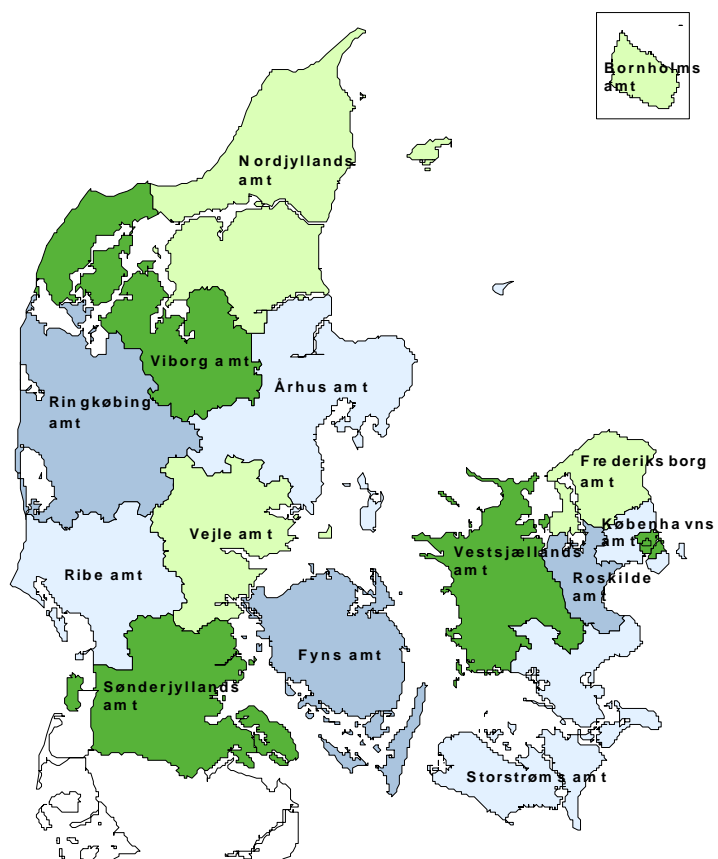 Bornholms
amt
Nordjyllands
amt
Viborg amt
Århus amt
Ringkøbing
amt
Frederiksborg
amt
Københavns
amt
Vejle amt
Vestsjællands
amt
Ribe amt
Roskilde
amt
Fyns amt
Sønderjyllands
amt
Storstrøms amt